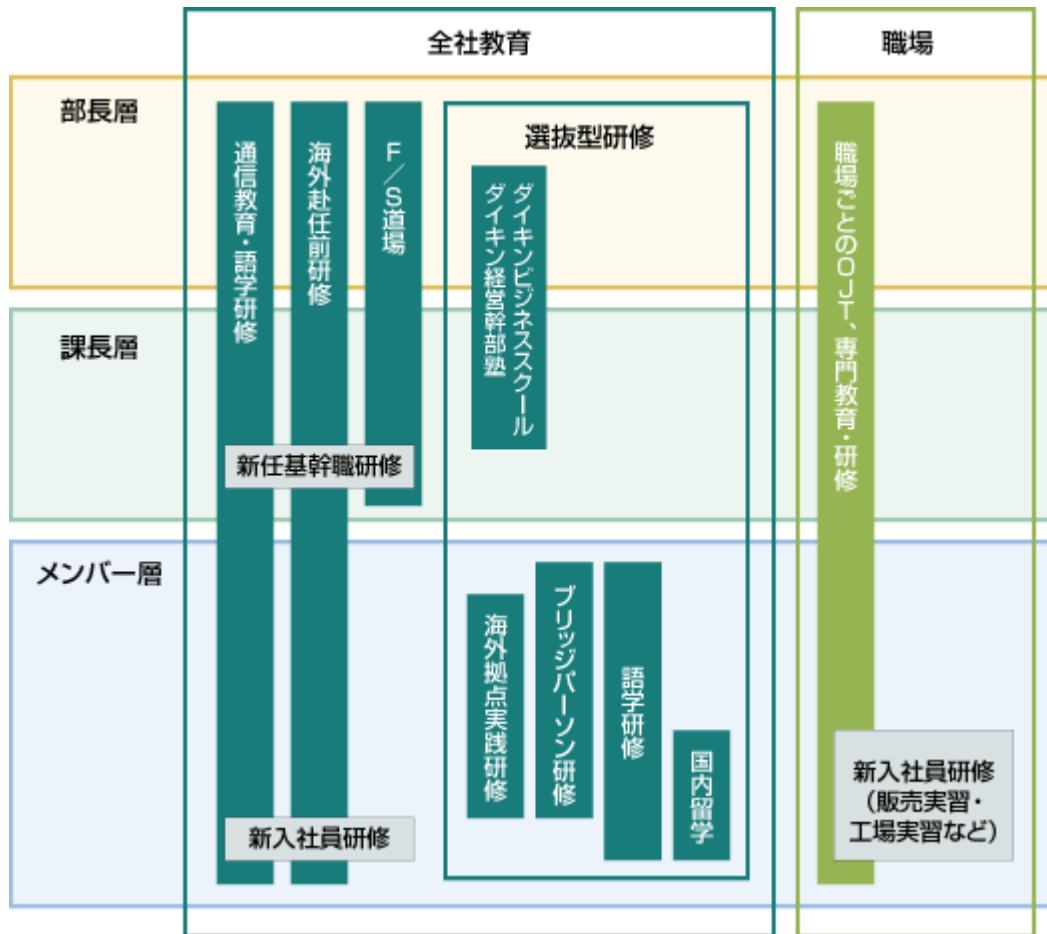 全社教育
職場
部長層
課長層
メンバー層
通信教育・語学研修
海外赴任前研修
F/S道場
選抜型研修
ダイキンビジネススクール
ダイキン経営幹部塾
職場ごとのOJT、専門教育・研修
新任基幹職研修
海外拠点実践研修
ブリッジパーソン研修
語学研修
国内留学
新入社員研修
新入社員研修
（販売実習・
工場実習など）